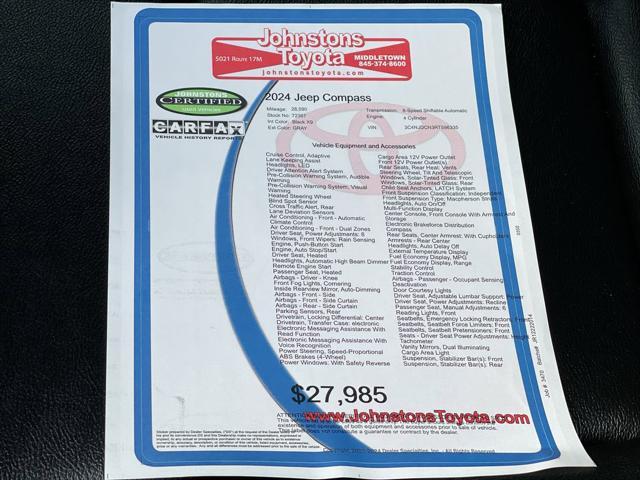 Johnstons
Toyota
5021 Route 17M
MIDDLETOWN
845-374-8600
johnstonstoyota.com
JOHNSTONS
CERTIFIED
USED VEHICLES
CARFAX
VEHICLE HISTORY REPORTS
2024 Jeep Compass
Mileage: 28,590
Stock No: 72387
Int Color: Black X9
Ext Color: GRAY
Transmission: 8-Speed Shiftable Automatic
Engine: 4 Cylinder
VIN:
Vehicle Equipment and Accessories
Cruise Control, Adaptive
Lane Keeping Assist
Headlights, LED
Driver Attention Alert System
Pre-Collision Warning System, Audible
Warning
Pre-Collision Warning System, Visual
Warning
Heated Steering Wheel
Blind Spot Sensor
Cross Traffic Alert, Rear
Lane Deviation Sensors
Air Conditioning - Front - Automatic
Climate Control
Air Conditioning - Front - Dual Zones
Driver Seat, Power Adjustments: 8
Windows, Front Wipers: Rain Sensing
Engine, Push-Button Start
Engine, Auto Stop/Start
Driver Seat, Heated
Headlights, Automatic High Beam Dimmer
Remote Engine Start
Passenger Seat, Heated
Airbags - Driver - Knee
Front Fog Lights, Cornering
Inside Rearview Mirror, Auto-Dimming
Airbags - Front - Side
Airbags - Front - Side Curtain
Airbags - Rear - Side Curtain
Parking Sensors, Rear
Drivetrain, Locking Differential: Center
Drivetrain, Transfer Case: electronic
Electronic Messaging Assistance With
Read Function
Electronic Messaging Assistance With
Voice Recognition
Power Steering, Speed-Proportional
ABS Brakes (4-Wheel)
Power Windows, With Safety Reverse
Cargo Area 12V Power Outlet
Front 12V Power Outlet(s)
Rear Seats, Rear Heat: Vents
Steering Wheel, Tilt And Telescopic
Windows, Solar-Tinted Glass: Front
Windows, Solar-Tinted Glass: Rear
Child Seat Anchors, LATCH System
Front Suspension Classification: Independent
Front Suspension Type: Macpherson Struts
Headlights, Auto On/Off
Multi-Function Display
Center Console, Front Console With Armrest And
Storage
Electronic Brakeforce Distribution
Compass
Rear Seats, Center Armrest: With Cupholders
Armrests - Rear Center
Headlights, Auto Delay Off
External Temperature Display
Fuel Economy Display, MPG
Fuel Economy Display, Range
Stability Control
Traction Control
Airbags - Passenger - Occupant Sensing
Deactivation
Door Courtesy Lights
Driver Seat, Adjustable Lumbar Support: Power
Driver Seat, Power Adjustments: Recline
Passenger Seat, Manual Adjustments: 6
Reading Lights, Front
Seatbelts, Emergency Locking Retractors: Front
Seatbelts, Seatbelt Force Limiters: Front
Seatbelts, Seatbelt Pretensioners: Front
Seats - Driver Seat Power Adjustments: Height
Tachometer
Vanity Mirrors, Dual Illuminating
Cargo Area Light
Suspension, Stabilizer Bar(s): Front
Suspension, Stabilizer Bar(s): Rear
$27,985
www.JohnstonsToyota.com